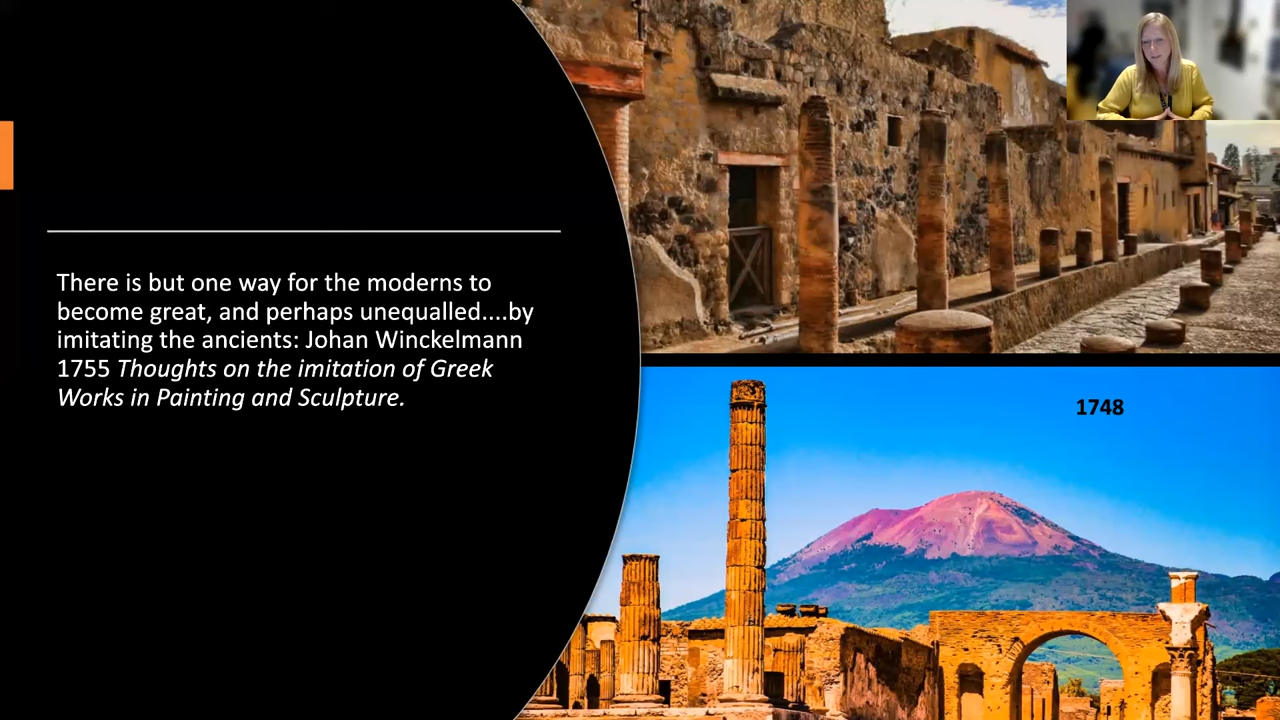 There is but one way for the moderns to
become great, and perhaps unequalled....by
imitating the ancients: Johan Winckelmann
1755 Thoughts on the imitation of Greek
Works in Painting and Sculpture.
1748